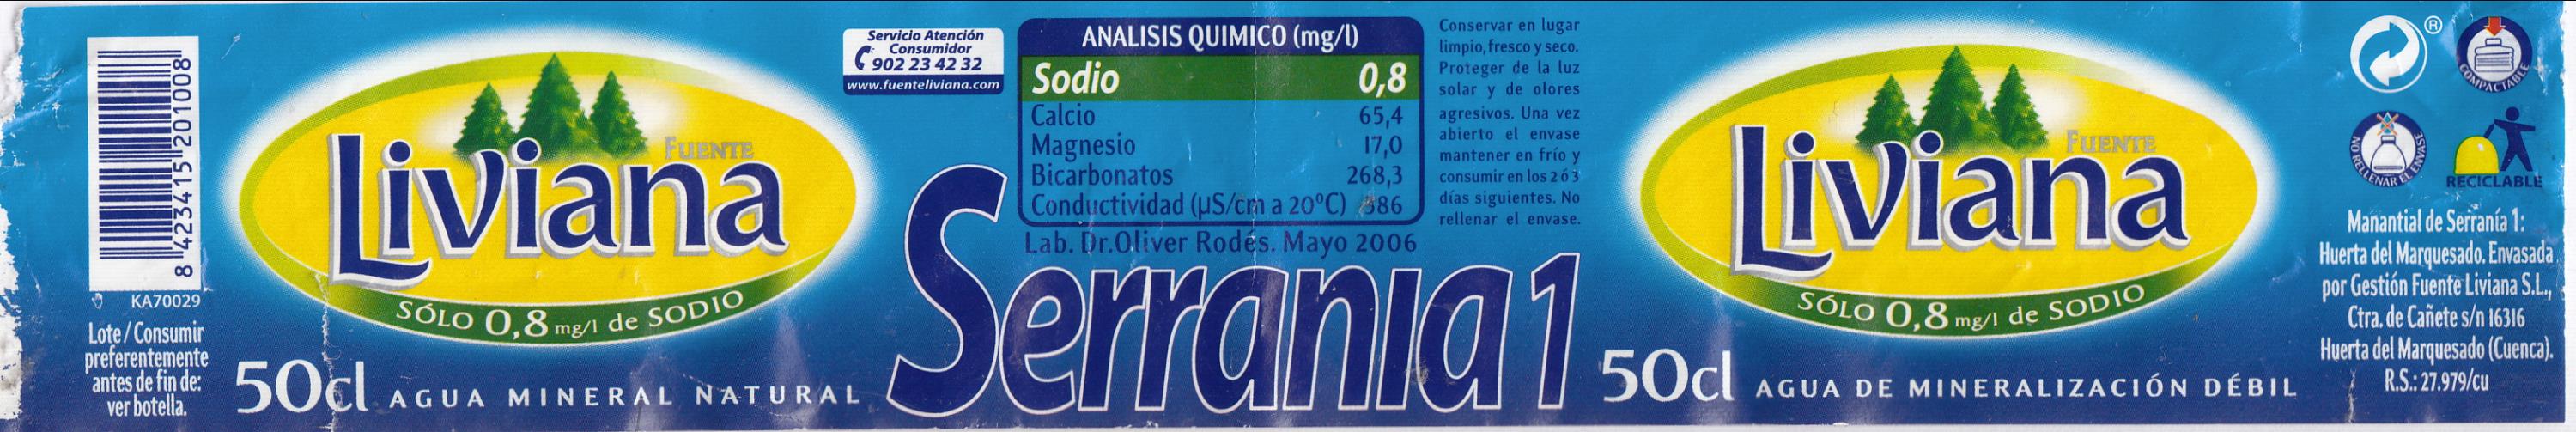 8 423415 201008
KA70029
Lote / Consumir
preferentemente
antes de fin de:
ver botella.
FUENTE
Liviana
SÓLO 0,8 mg/l de SODIO
50cl AGUA MINERAL NATURAL
Servicio Atención
Consumidor
902 23 42 32
www.fuenteliviana.com
ANALISIS QUIMICO (mg/l)
Sodio 0,8
Calcio 65,4
Magnesio 17,0
Bicarbonatos 268,3
Conductividad (µS/cm a 20ºC) 386
Lab. Dr.Oliver Rodés. Mayo 2006
Serranía 1
Conservar en lugar
limpio, fresco y seco.
Proteger de la luz
solar y de olores
agresivos. Una vez
abierto el envase
mantener en frío y
consumir en los 2 ó 3
días siguientes. No
rellenar el envase.
FUENTE
Liviana
SÓLO 0,8 mg/l de SODIO
50cl AGUA DE MINERALIZACIÓN DÉBIL
®
COMPACTABLE
NO RELLENAR EL ENVASE
RECICLABLE
Manantial de Serranía 1:
Huerta del Marquesado. Envasada
por Gestión Fuente Liviana S.L.,
Ctra. de Cañete s/n 16316
Huerta del Marquesado (Cuenca).
R.S.: 27.979/cu